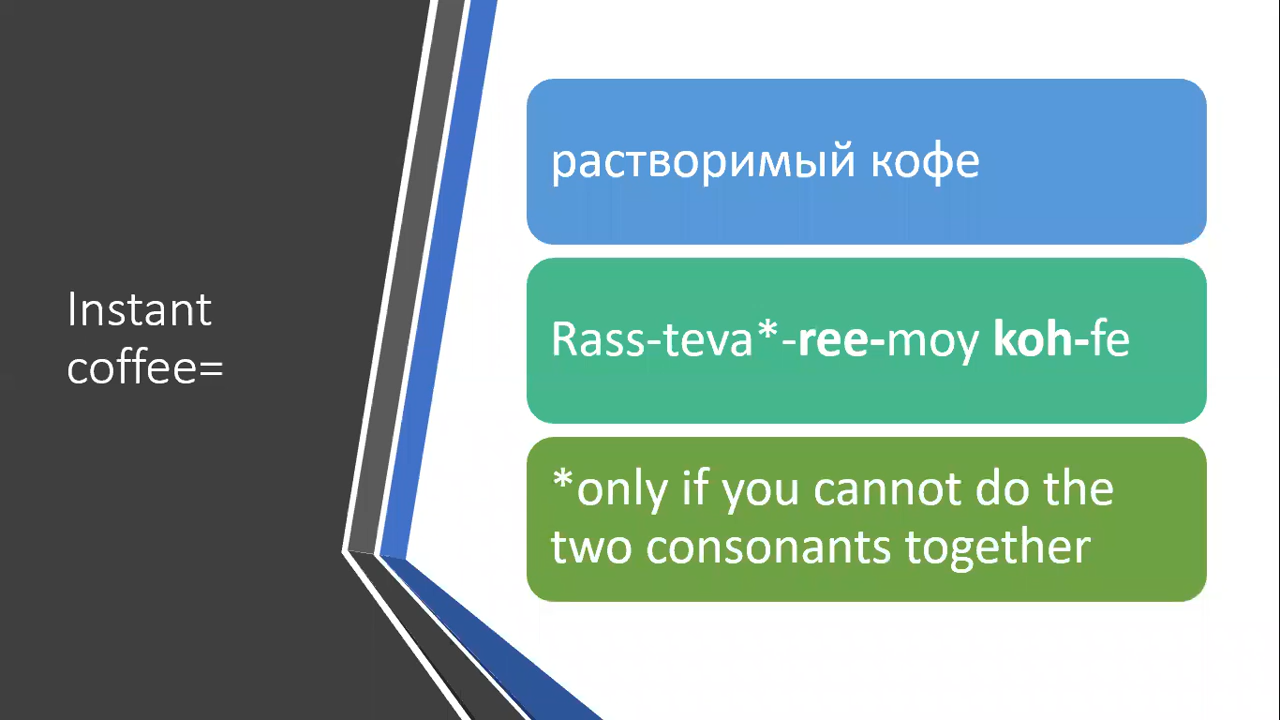 Instant
coffee=
растворимый кофе
Rass-teva*-ree-moy koh-fe
*only if you cannot do the
two consonants together